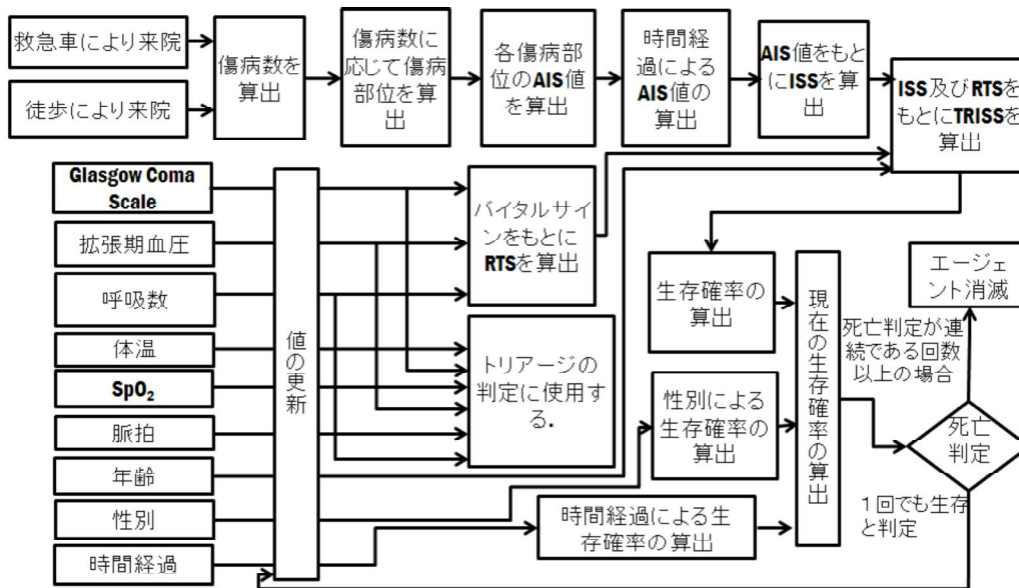 救急車により来院
徒歩により来院
傷病数を
算出
傷病数に
応じて傷病
部位を算
出
各傷病部
位のAIS値
を算出
時間経
過による
AIS値の
算出
AIS値をも
とにISSを算
出
ISS及びRTSを
もとにTRISSを
算出
Glasgow Coma
Scale
拡張期血圧
呼吸数
体温
SpO₂
脈拍
年齢
性別
時間経過
値の更新
バイタルサイ
ンをもとに
RTSを算出
トリアージの
判定に使用す
る.
生存確率の
算出
性別による
生存確率の
算出
時間経過による生
存確率の算出
現在の生存確率の算出
エージェ
ント消滅
死亡判定が連
続である回数
以上の場合
死亡
判定
1回でも生存
と判定